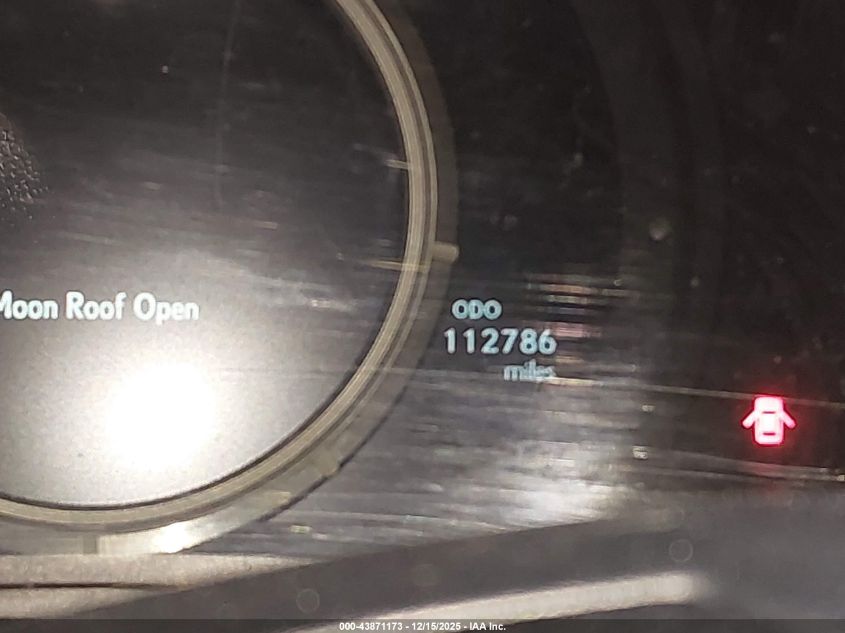 Moon Roof Open
ODO
112786
miles
000-43871173 - 12/15/2025 - IAA Inc.